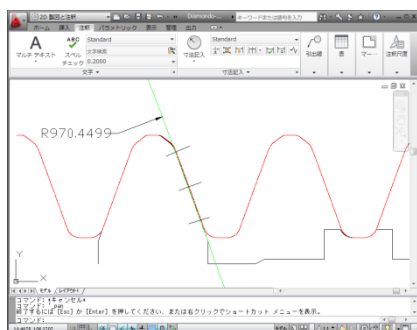 2D 製図と注釈
Diamondo...
キーワードまたは語句を入力
ホーム 挿入 注釈 パラメトリック 表示 管理 出力
A
マルチ テキスト
ABC
スペル
チェック
Standard
文字検索
0.2000
文字
寸法記入
Standard
寸法記入
引出線
表
マー...
注釈尺度
R970.4499
Y
X
モデル レイアウト1
コマンド: *キャンセル*
コマンド: '_pan
終了するには [Esc] か [Enter] を押してください、または右クリックでショートカット メニューを表示。
コマンド:
モデル